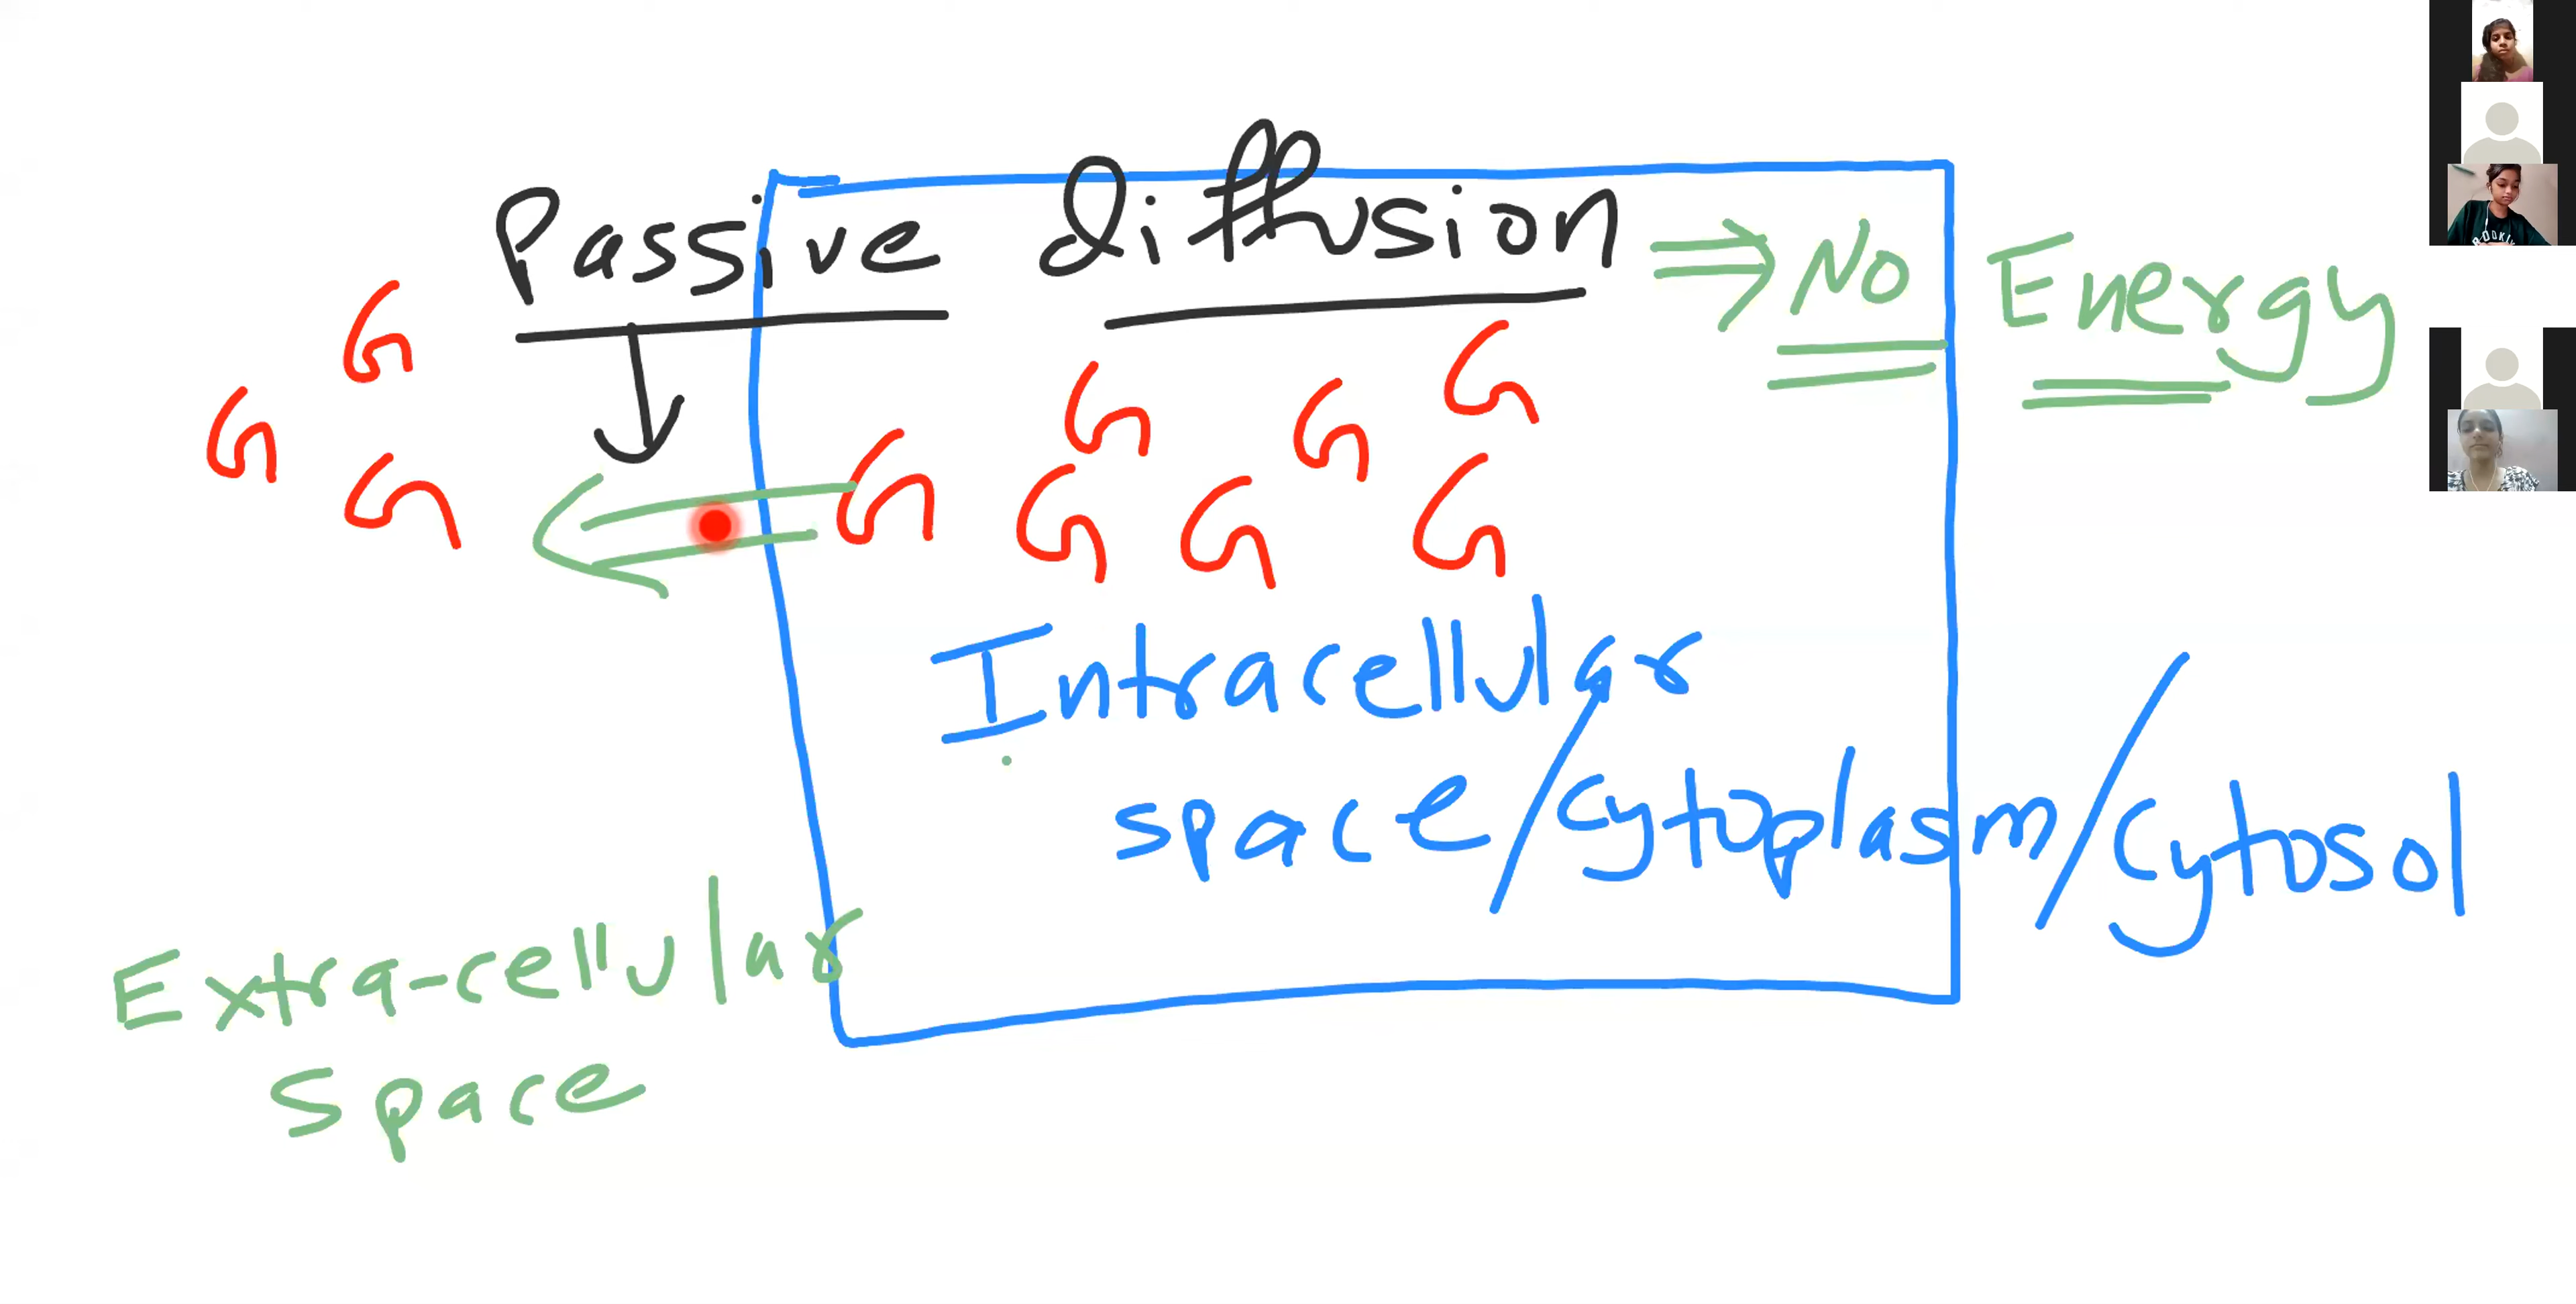 Passive diffusion ⇒ No Energy
G
G
G
G
G
G
G
G
G
G
G
Intracellular
space/cytoplasm/cytosol
Extra-cellular
Space